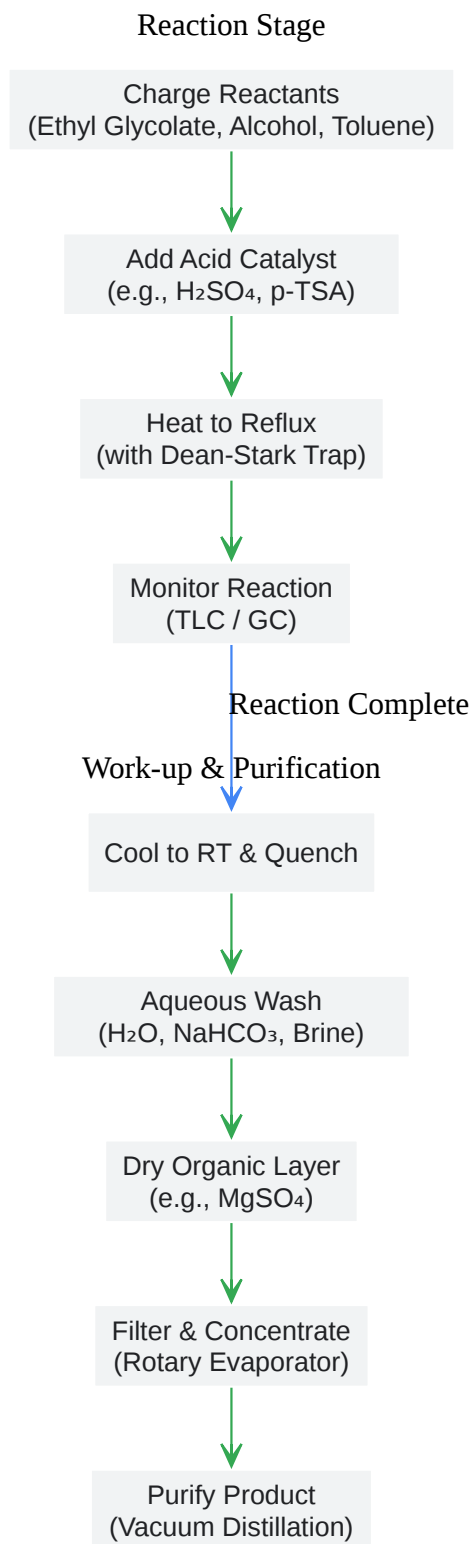 Reaction Stage
Charge Reactants
(Ethyl Glycolate, Alcohol, Toluene)
Add Acid Catalyst
(e.g., H₂SO₄, p-TSA)
Heat to Reflux
(with Dean-Stark Trap)
Monitor Reaction
(TLC / GC)
Reaction Complete
Work-up & Purification
Cool to RT & Quench
Aqueous Wash
(H₂O, NaHCO₃, Brine)
Dry Organic Layer
(e.g., MgSO₄)
Filter & Concentrate
(Rotary Evaporator)
Purify Product
(Vacuum Distillation)